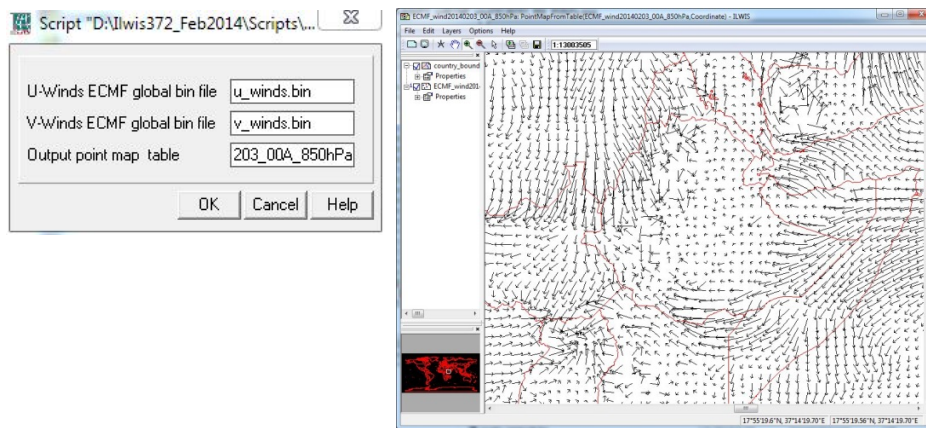 Script "D:\Ilwis372_Feb2014\Scripts\...
U-Winds ECMF global bin file u_winds.bin
V-Winds ECMF global bin file v_winds.bin
Output point map table 203_00A_850hPa
OK Cancel Help
ECMF_wind20140203_00A_850hPa: PointMapFromTable(ECMF_wind20140203_00A_850hPa,Coordinate) - ILWIS
File Edit Layers Options Help
1:13003505
country_bound
Properties
ECMF_wind201
Properties
17°55'19.6"N, 37°14'19.70"E 17°55'19.56"N, 37°14'19.70"E